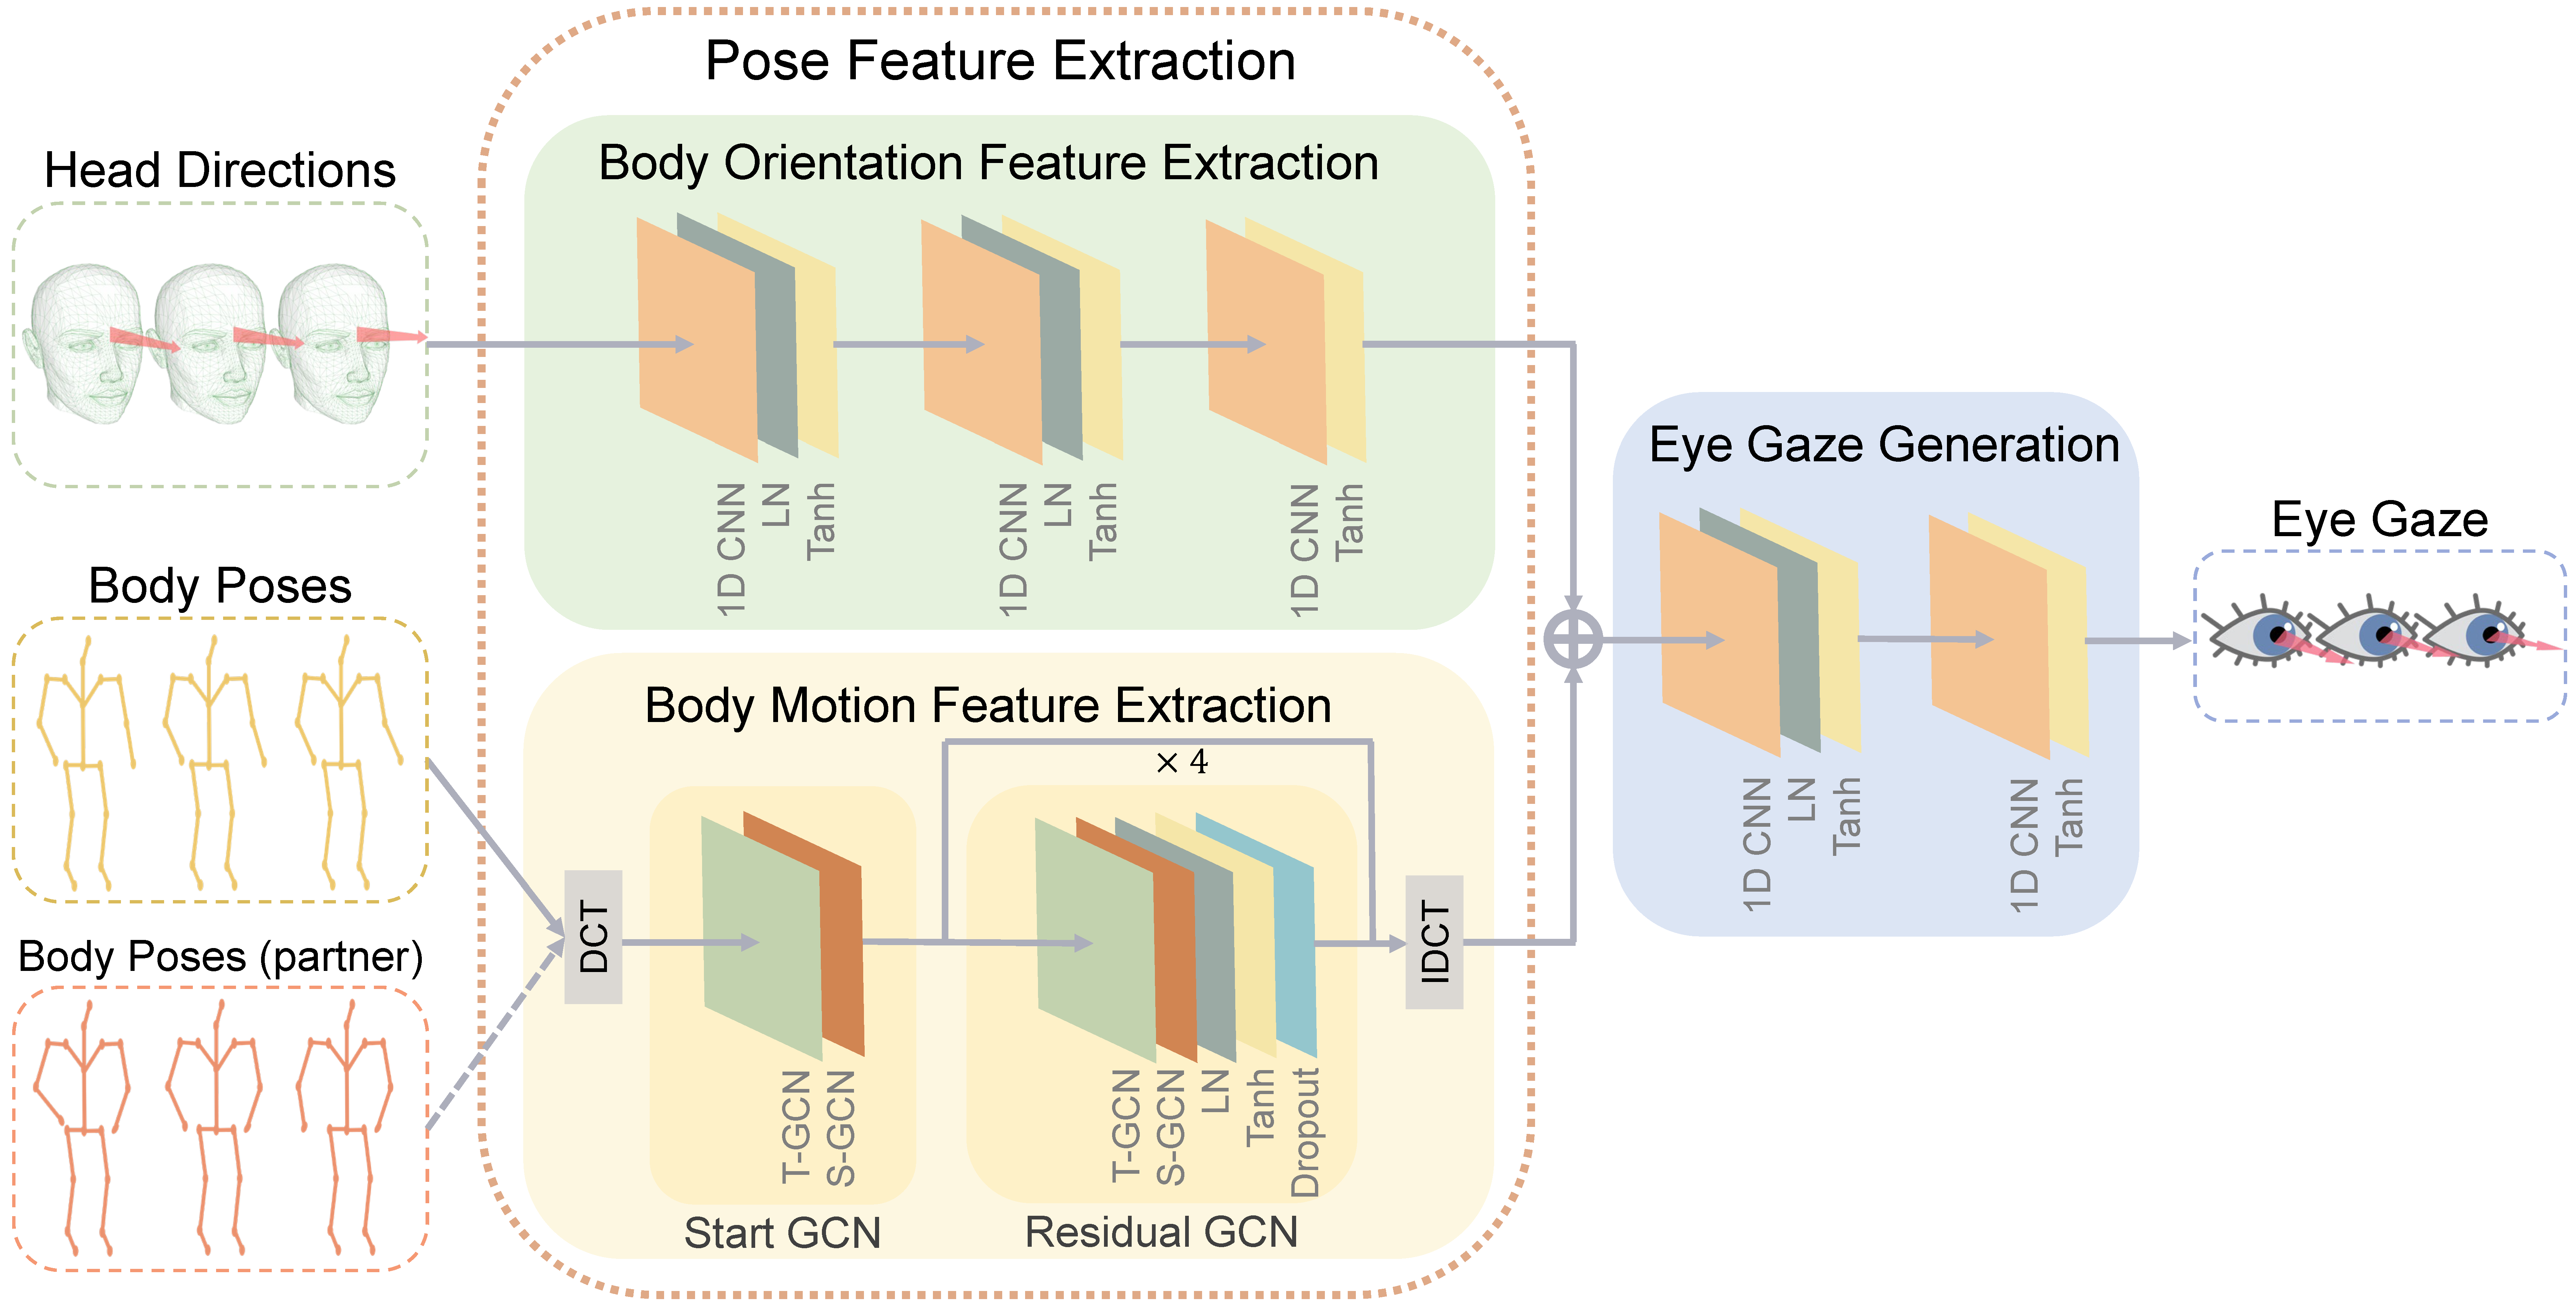 Pose Feature Extraction
Head Directions
Body Orientation Feature Extraction
1D CNN
LN
Tanh
1D CNN
LN
Tanh
1D CNN
Tanh
Body Poses
Body Poses (partner)
Body Motion Feature Extraction
× 4
DCT
T-GCN
S-GCN
Start GCN
T-GCN
S-GCN
LN
Tanh
Dropout
Residual GCN
IDCT
Eye Gaze Generation
1D CNN
LN
Tanh
1D CNN
Tanh
Eye Gaze